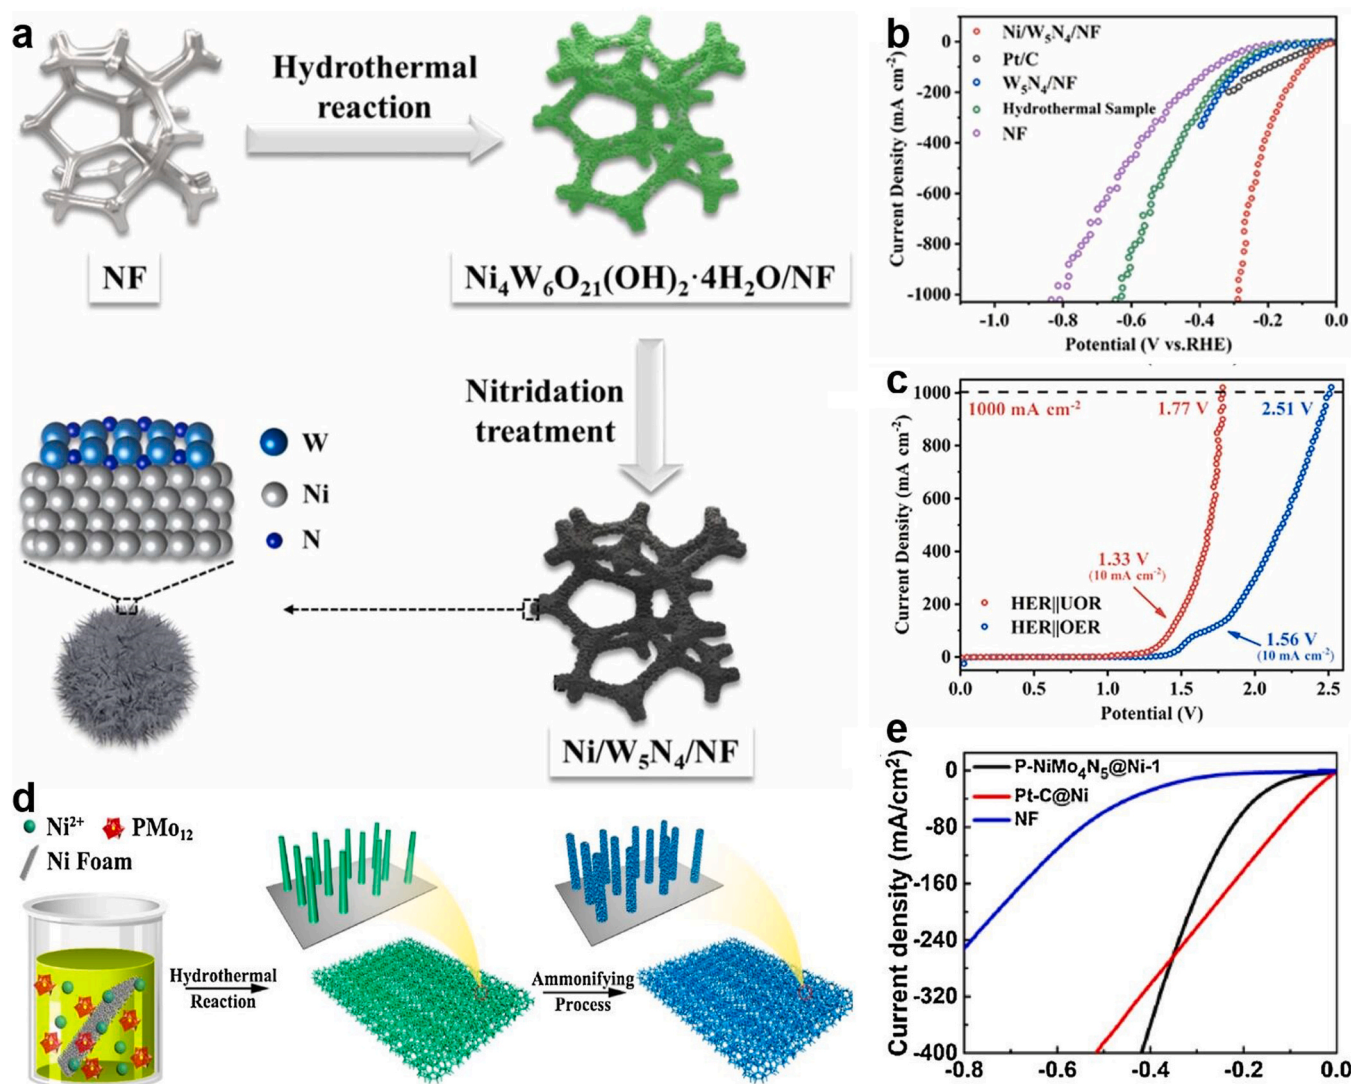 a
Hydrothermal
reaction
NF
Ni₄W₆O₂₁(OH)₂·4H₂O/NF
Nitridation
treatment
W
Ni
N
Ni/W₅N₄/NF
b
Ni/W₅N₄/NF
Pt/C
W₅N₄/NF
Hydrothermal Sample
NF
Current Density (mA cm⁻²)
0
-200
-400
-600
-800
-1000
-1.0 -0.8 -0.6 -0.4 -0.2 0.0
Potential (V vs.RHE)
c
1000 mA cm⁻²
1.77 V
2.51 V
1.33 V
(10 mA cm⁻²)
HER||UOR
HER||OER
1.56 V
(10 mA cm⁻²)
Current Density (mA cm⁻²)
1000
800
600
400
200
0
0.0 0.5 1.0 1.5 2.0 2.5
Potential (V)
d
Ni²⁺
PMo₁₂
Ni Foam
Hydrothermal
Reaction
Ammonifying
Process
e
P-NiMo₄N₅@Ni-1
Pt-C@Ni
NF
Current density (mA/cm²)
0
-80
-160
-240
-320
-400
-0.8 -0.6 -0.4 -0.2 0.0